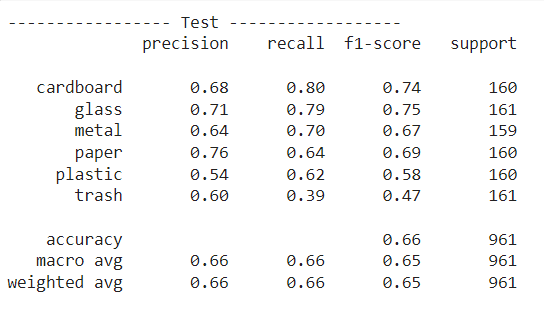 ----------------- Test ------------------
precision recall f1-score support
cardboard 0.68 0.80 0.74 160
glass 0.71 0.79 0.75 161
metal 0.64 0.70 0.67 159
paper 0.76 0.64 0.69 160
plastic 0.54 0.62 0.58 160
trash 0.60 0.39 0.47 161
accuracy 0.66 961
macro avg 0.66 0.66 0.65 961
weighted avg 0.66 0.66 0.65 961